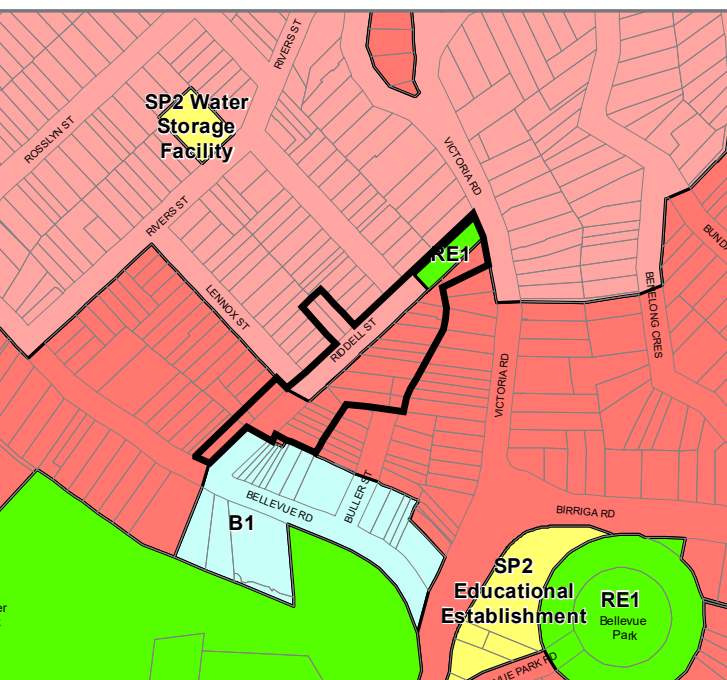 RIVERS ST
SP2 Water
Storage
Facility
ROSSLYN ST
VICTORIA RD
RIVERS ST
RE1
LENNOX ST
RIDDELL ST
VICTORIA RD
BELLEVUE RD
BULLER ST
B1
BIRRIGA RD
SP2
Educational
Establishment
RE1
Bellevue
Park